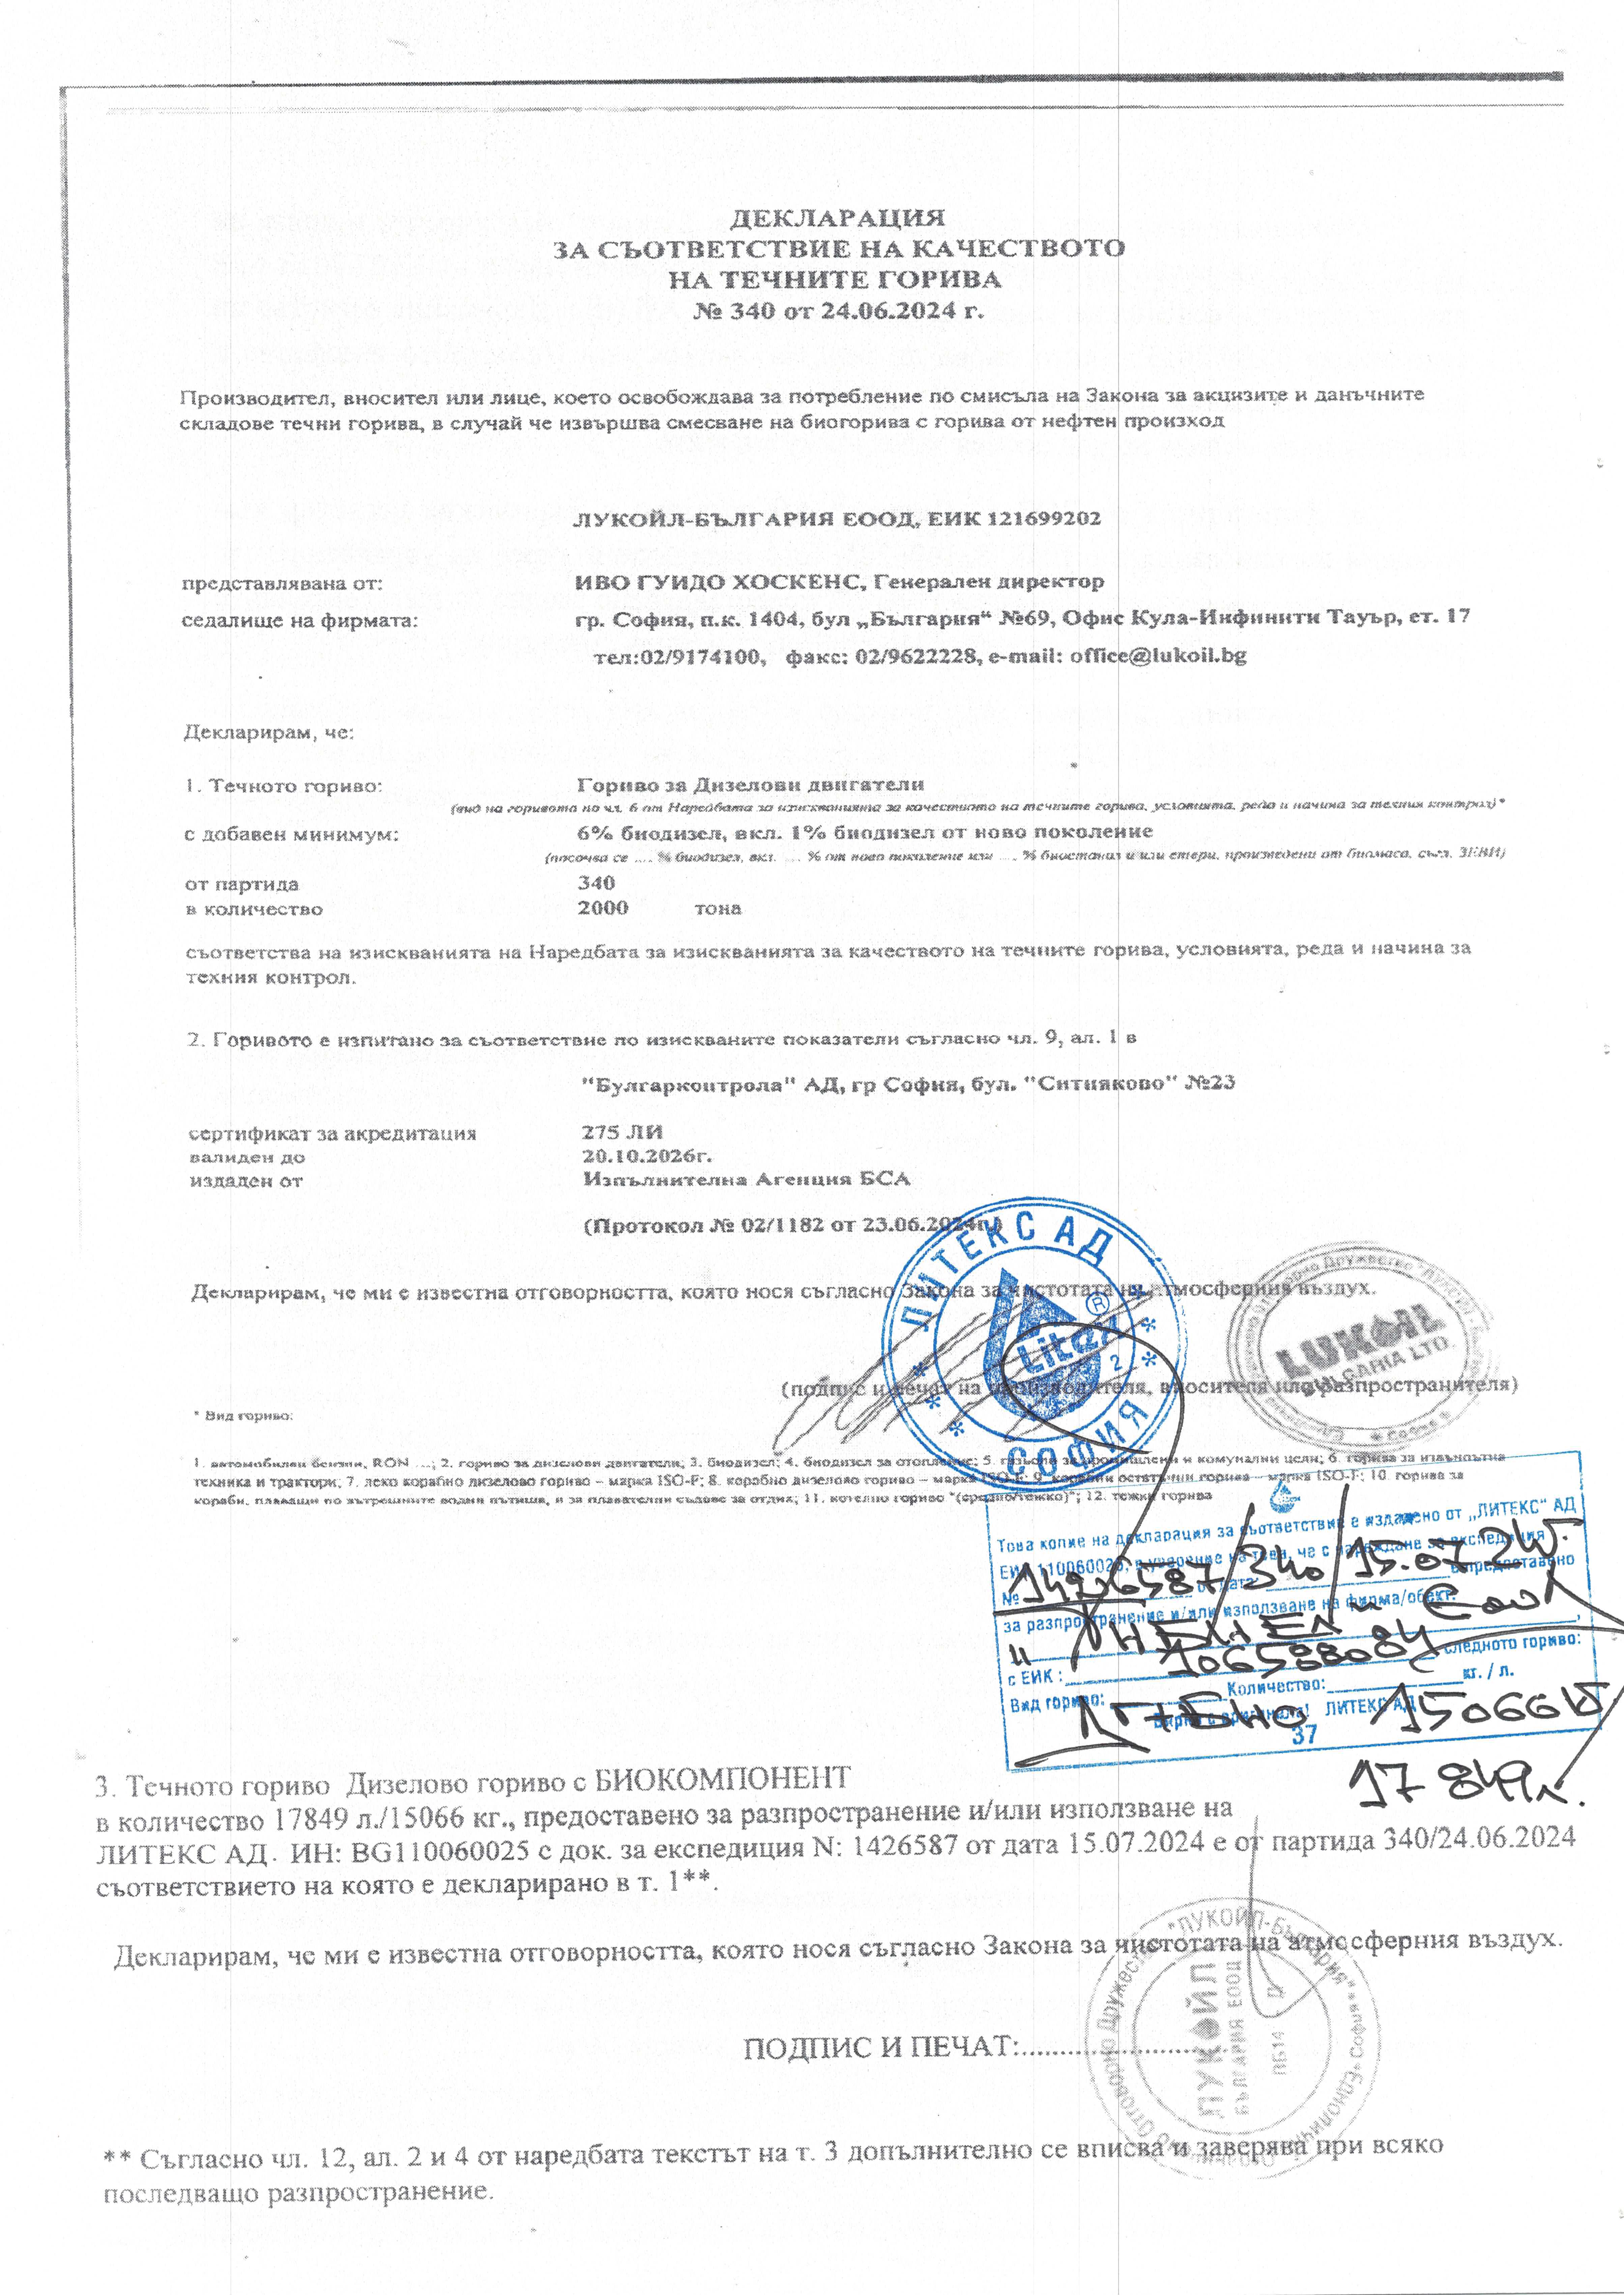 ДЕКЛАРАЦИЯ
ЗА СЪОТВЕТСТВИЕ НА КАЧЕСТВОТО
НА ТЕЧНИТЕ ГОРИВА
№ 340 от 24.06.2024 г.
Производител, вносител или лице, което освобождава за потребление по смисъла на Закона за акцизите и данъчните
складове течни горива, в случай че извършва смесване на биогорива с горива от нефтен произход
ЛУКОЙЛ-БЪЛГАРИЯ ЕООД, ЕИК 121699202
представлявана от: ИВО ГУИДО ХОСКЕНС, Генерален директор
седалище на фирмата: гр. София, п.к. 1404, бул „България“ №69, Офис Кула-Инфинити Тауър, ет. 17
тел:02/9174100, факс: 02/9622228, e-mail: office@lukoil.bg
Декларирам, че:
1. Течното гориво: Гориво за Дизелови двигатели
(вид на горивото по чл. 6 от Наредбата за изискванията за качеството на течните горива, условията, реда и начина за техния контрол)*
с добавен минимум: 6% биодизел, вкл. 1% биодизел от ново поколение
(посочва се .... % биодизел, вкл. .... % от ново поколение или .... % биоетанол и или етери, произведени от биомаса, съгл. ЗЕВИ)
от партида 340
в количество 2000 тона
съответства на изискванията на Наредбата за изискванията за качеството на течните горива, условията, реда и начина за
техния контрол.
2. Горивото е изпитано за съответствие по изискваните показатели съгласно чл. 9, ал. 1 в
"Булгарконтрола" АД, гр София, бул. "Ситняково" №23
сертификат за акредитация 275 ЛИ
валиден до 20.10.2026г.
издаден от Изпълнителна Агенция БСА
(Протокол № 02/1182 от 23.06.2024г.)
ЛИТЕКС АД
Litex ®
2
СОФИЯ
LUKOIL
BULGARIA LTD.
Декларирам, че ми е известна отговорността, която нося съгласно Закона за чистотата на атмосферния въздух.
(подпис и печат на производителя, вносителя или разпространителя)
* Вид гориво:
1. автомобилен бензин, RON ...; 2. гориво за дизелови двигатели; 3. биодизел; 4. биодизел за отопление; 5. газьоли за промишлени и комунални цели; 6. горива за извънпътна
техника и трактори; 7. леко корабно дизелово гориво – марка ISO-F; 8. корабно дизелово гориво – марка ISO-F; 9. корабни остатъчни горива – марка ISO-F; 10. горива за
кораби, плаващи по вътрешните водни пътища, и за плавателни съдове за отдих; 11. котелно гориво "(средно/тежко)"; 12. тежки горива
Това копие на декларация за съответствие е издадено от „ЛИТЕКС“ АД
ЕИК 110060025, в уверение на това, че с нареждане за експедиция
№ 1426587/340/15.07.24г. от дата: е предоставено
за разпространение и/или използване на фирма/обект:
ЕООД
с ЕИК : 106588084 следното гориво:
Вид гориво: Количество: кг. / л.
15066
Вярно с оригинала! ЛИТЕКС АД
37
17 849л.
3. Течното гориво Дизелово гориво с БИОКОМПОНЕНТ
в количество 17849 л./15066 кг., предоставено за разпространение и/или използване на
ЛИТЕКС АД. ИН: BG110060025 с док. за експедиция N: 1426587 от дата 15.07.2024 е от партида 340/24.06.2024
съответствието на която е декларирано в т. 1**.
Декларирам, че ми е известна отговорността, която нося съгласно Закона за чистотата на атмосферния въздух.
ПОДПИС И ПЕЧАТ:............................
"ЛУКОЙЛ-България"
ЛУКОЙЛ
БЪЛГАРИЯ ЕООД
ПБ14
** Съгласно чл. 12, ал. 2 и 4 от наредбата текстът на т. 3 допълнително се вписва и заверява при всяко
последващо разпространение.